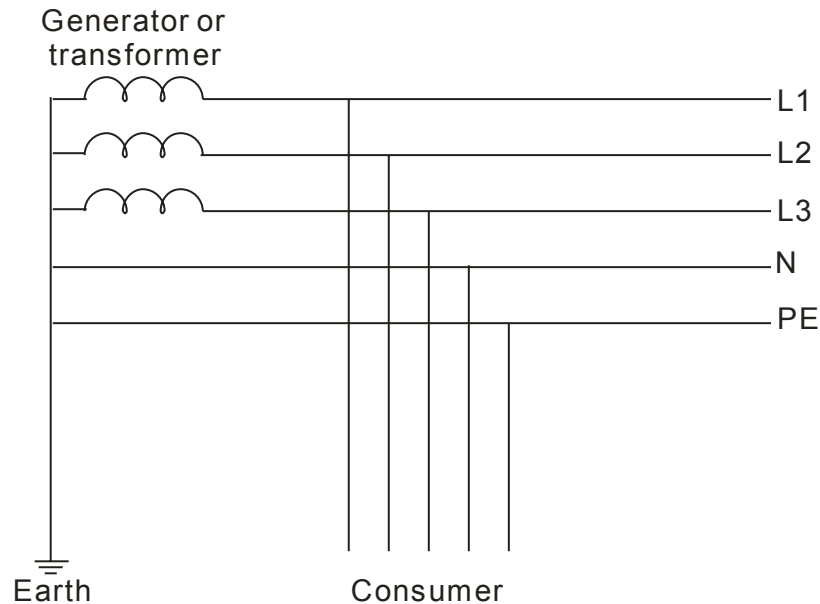 Generator or
transformer
L1
L2
L3
N
PE
Earth
Consumer